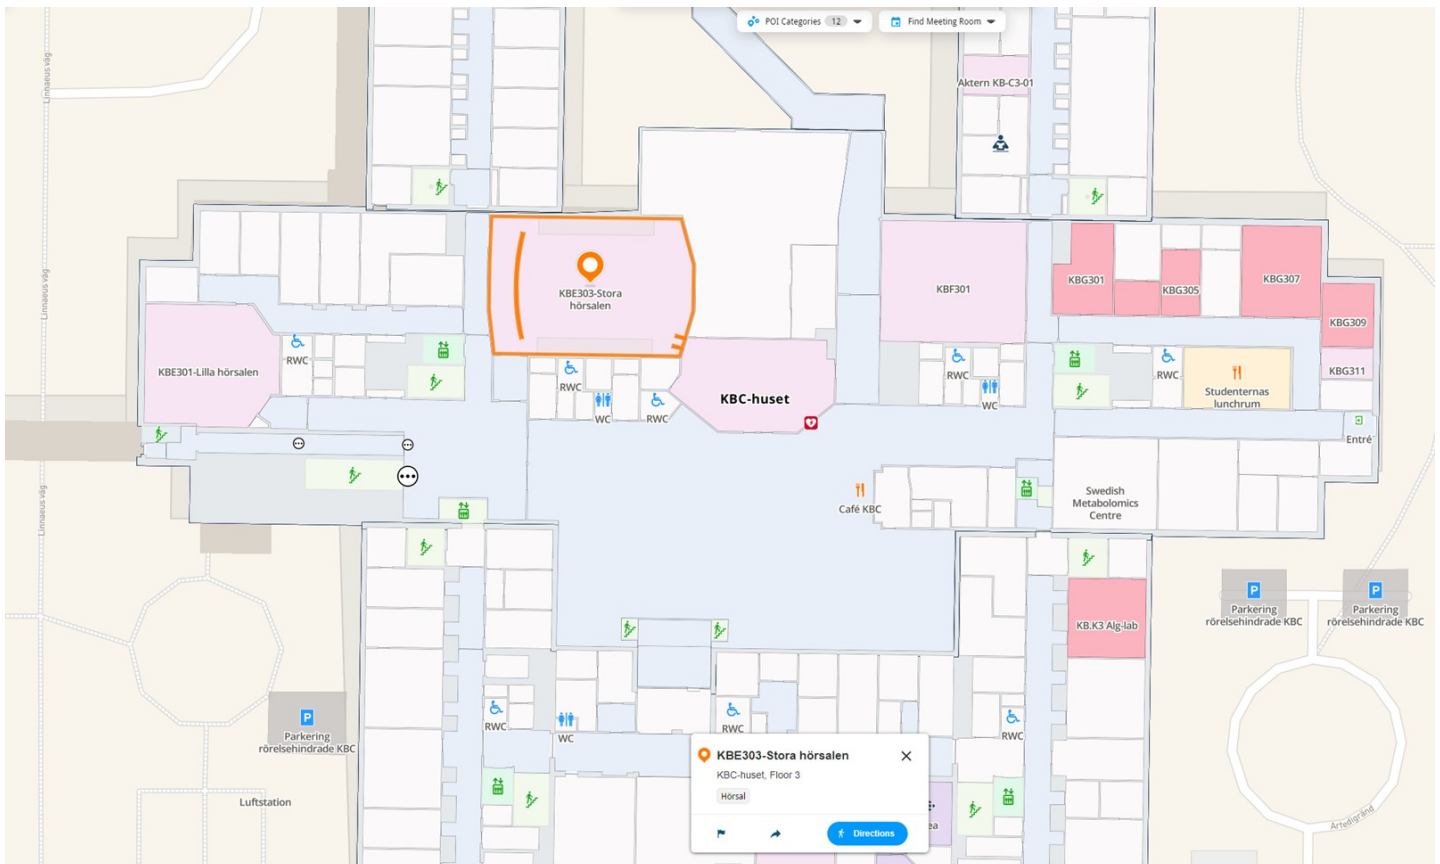 POI Categories 12
Find Meeting Room
Linnaeus väg
Aktern KB-C3-01
KBE303-Stora
hörsalen
KBF301
KBG301
KBG305
KBG307
KBG309
KBG311
Linnaeus väg
KBE301-Lilla hörsalen
RWC
RWC
WC
RWC
KBC-huset
RWC
WC
RWC
Studenternas
lunchrum
Entré
Linnaeus väg
Café KBC
Swedish
Metabolomics
Centre
KB.K3 Alg-lab
P
Parkering
rörelsehindrade KBC
P
Parkering
rörelsehindrade KBC
P
Parkering
rörelsehindrade KBC
RWC
WC
RWC
RWC
Luftstation
Artedigränd
KBE303-Stora hörsalen
KBC-huset, Floor 3
Hörsal
Directions
ea